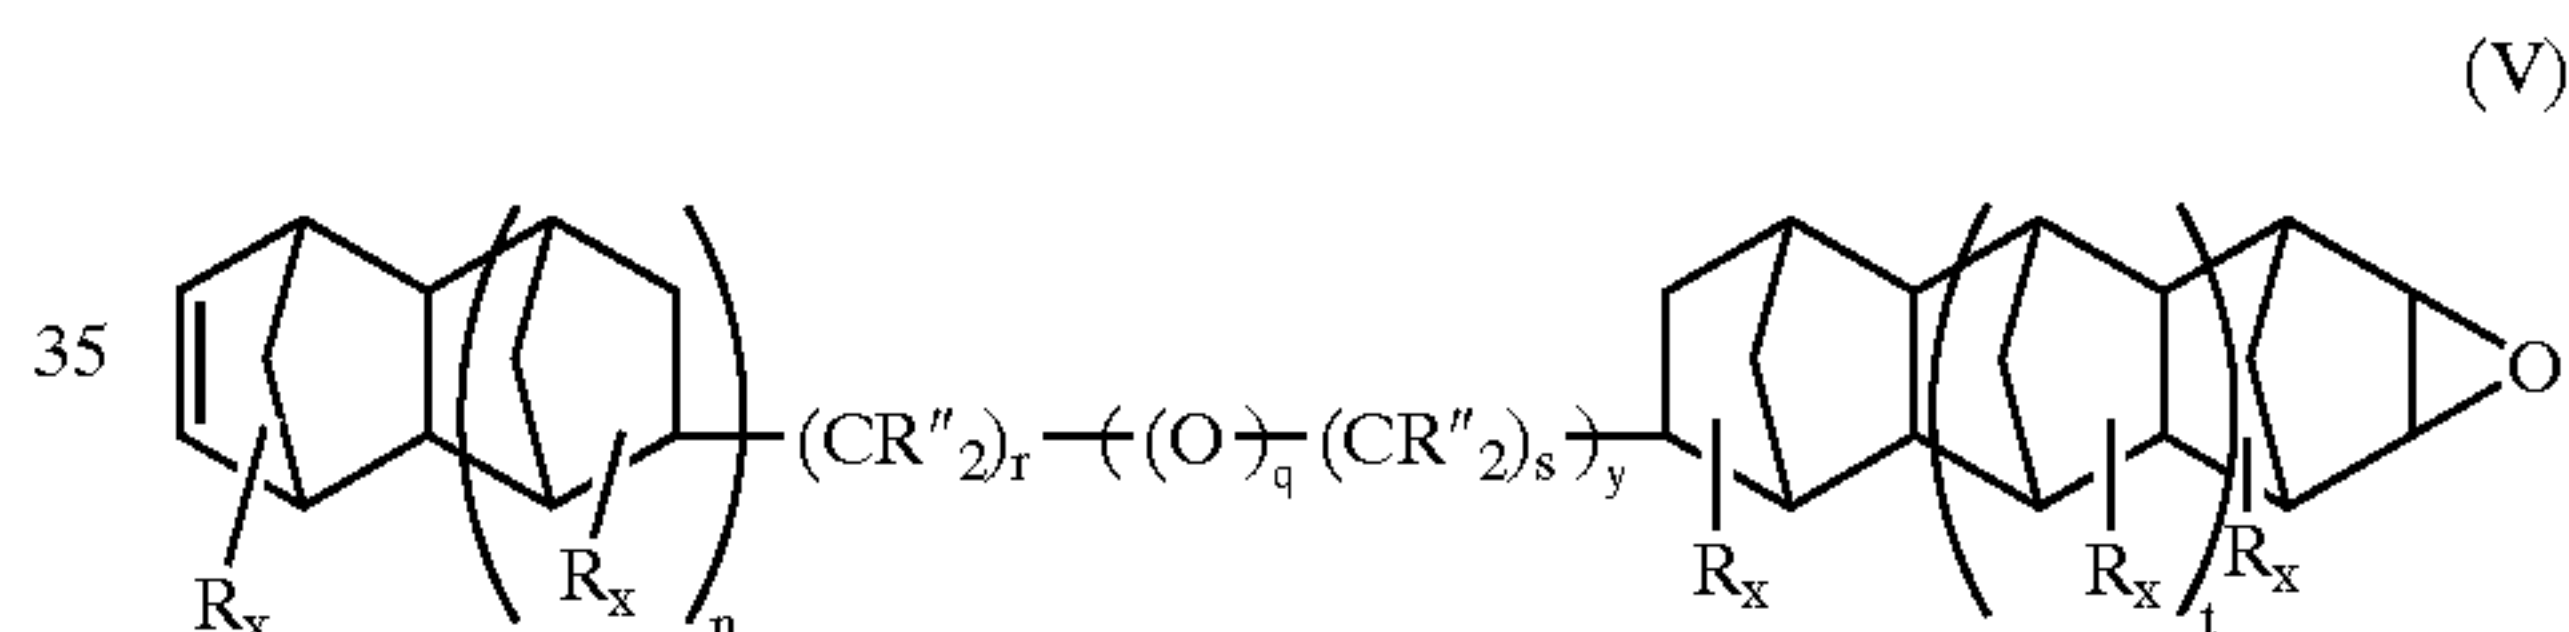 (V)
35
(CR″₂)ᵣ ((O)q (CR″₂)ₛ)y O
Rₓ Rₓ n Rₓ Rₓ t Rₓ